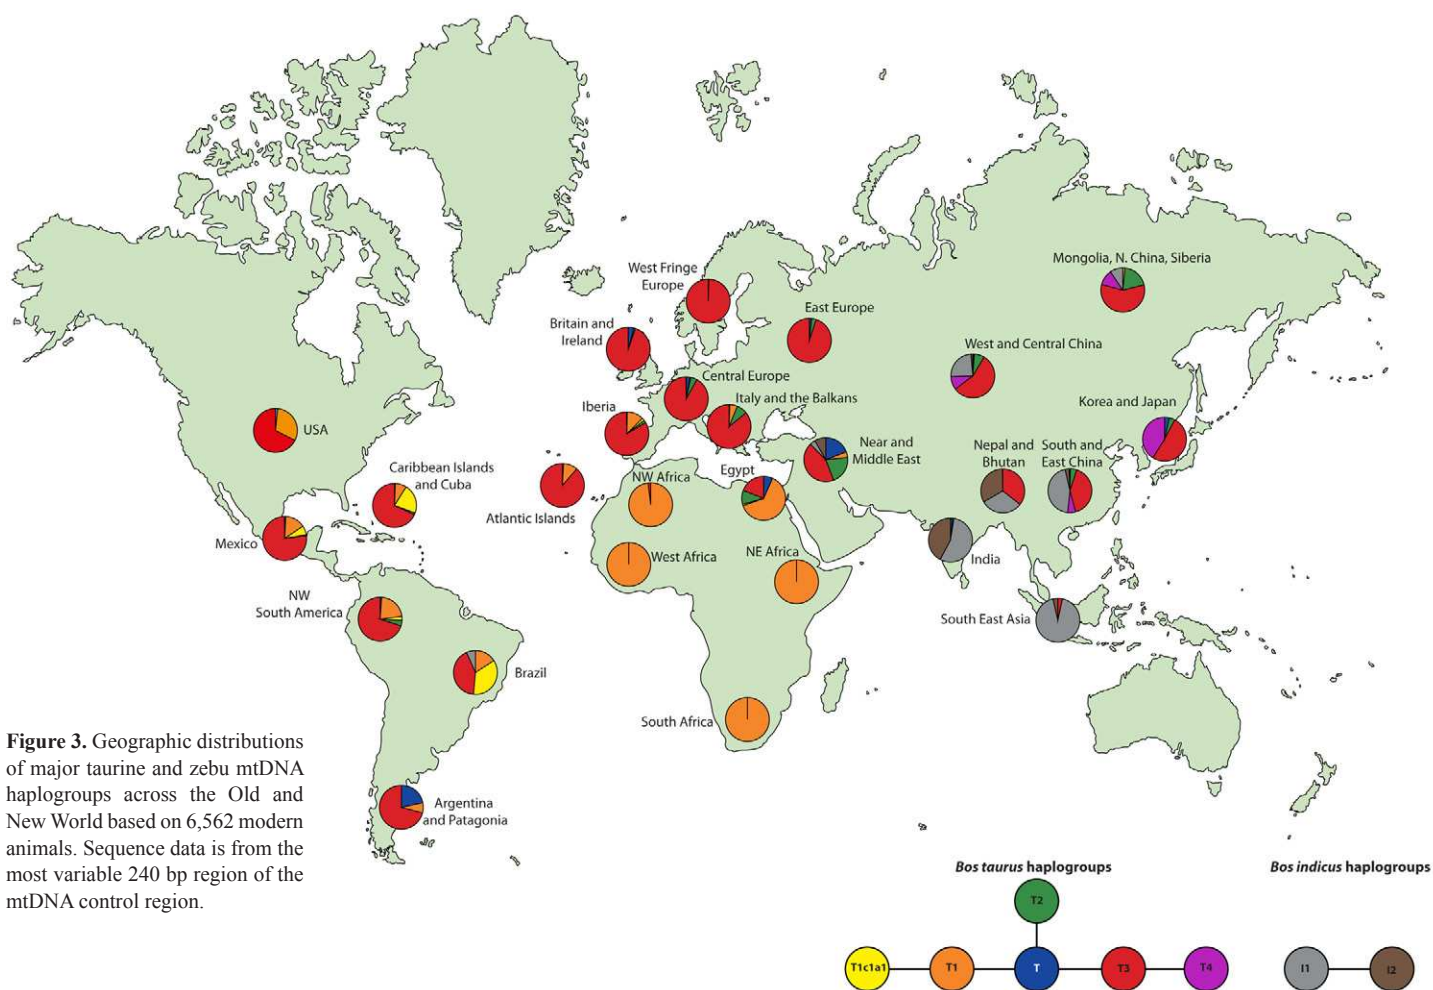 Mongolia, N. China, Siberia
West Fringe
Europe
East Europe
Britain and
Ireland
West and Central China
Central Europe
Italy and the Balkans
Korea and Japan
Iberia
USA
Near and
Middle East
Nepal and
Bhutan
South and
East China
Caribbean Islands
and Cuba
Egypt
NW Africa
Atlantic Islands
Mexico
West Africa
NE Africa
India
NW
South America
South East Asia
Brazil
South Africa
Figure 3. Geographic distributions
of major taurine and zebu mtDNA
haplogroups across the Old and
New World based on 6,562 modern
animals. Sequence data is from the
most variable 240 bp region of the
mtDNA control region.
Argentina
and Patagonia
Bos taurus haplogroups
Bos indicus haplogroups
T2
T1c1a1
T1
T
T3
T4
I1
I2